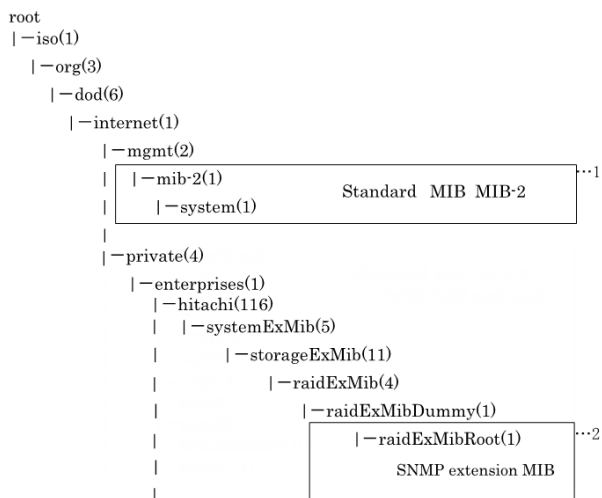 root
|－iso(1)
|－org(3)
|－dod(6)
|－internet(1)
|－mgmt(2)
| |－mib-2(1) Standard MIB MIB-2 …1
| |－system(1)
|
|－private(4)
|－enterprises(1)
|－hitachi(116)
| |－systemExMib(5)
| |－storageExMib(11)
| |－raidExMib(4)
| |－raidExMibDummy(1)
| |－raidExMibRoot(1) …2
| SNMP extension MIB
|